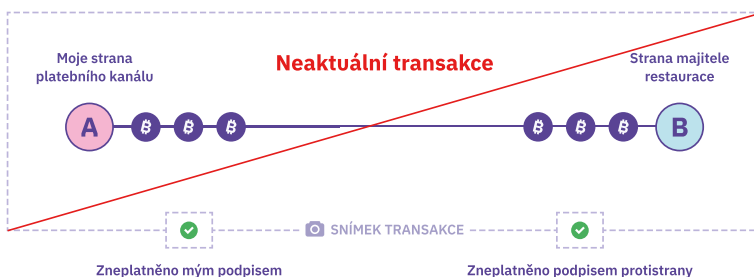 Moje strana
platebního kanálu
Neaktuální transakce
Strana majitele
restaurace
A
B
SNÍMEK TRANSAKCE
Zneplatněno mým podpisem
Zneplatněno podpisem protistrany